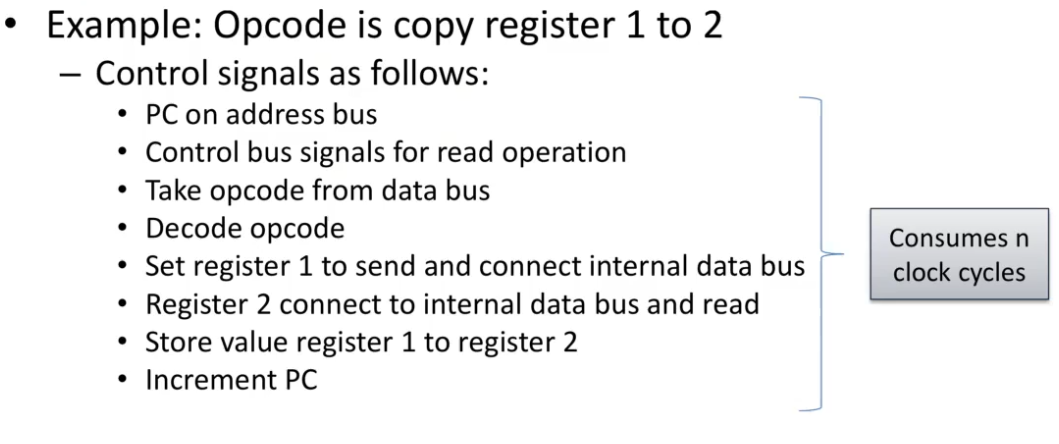 • Example: Opcode is copy register 1 to 2
– Control signals as follows:
• PC on address bus
• Control bus signals for read operation
• Take opcode from data bus
• Decode opcode
• Set register 1 to send and connect internal data bus
• Register 2 connect to internal data bus and read
• Store value register 1 to register 2
• Increment PC
Consumes n
clock cycles